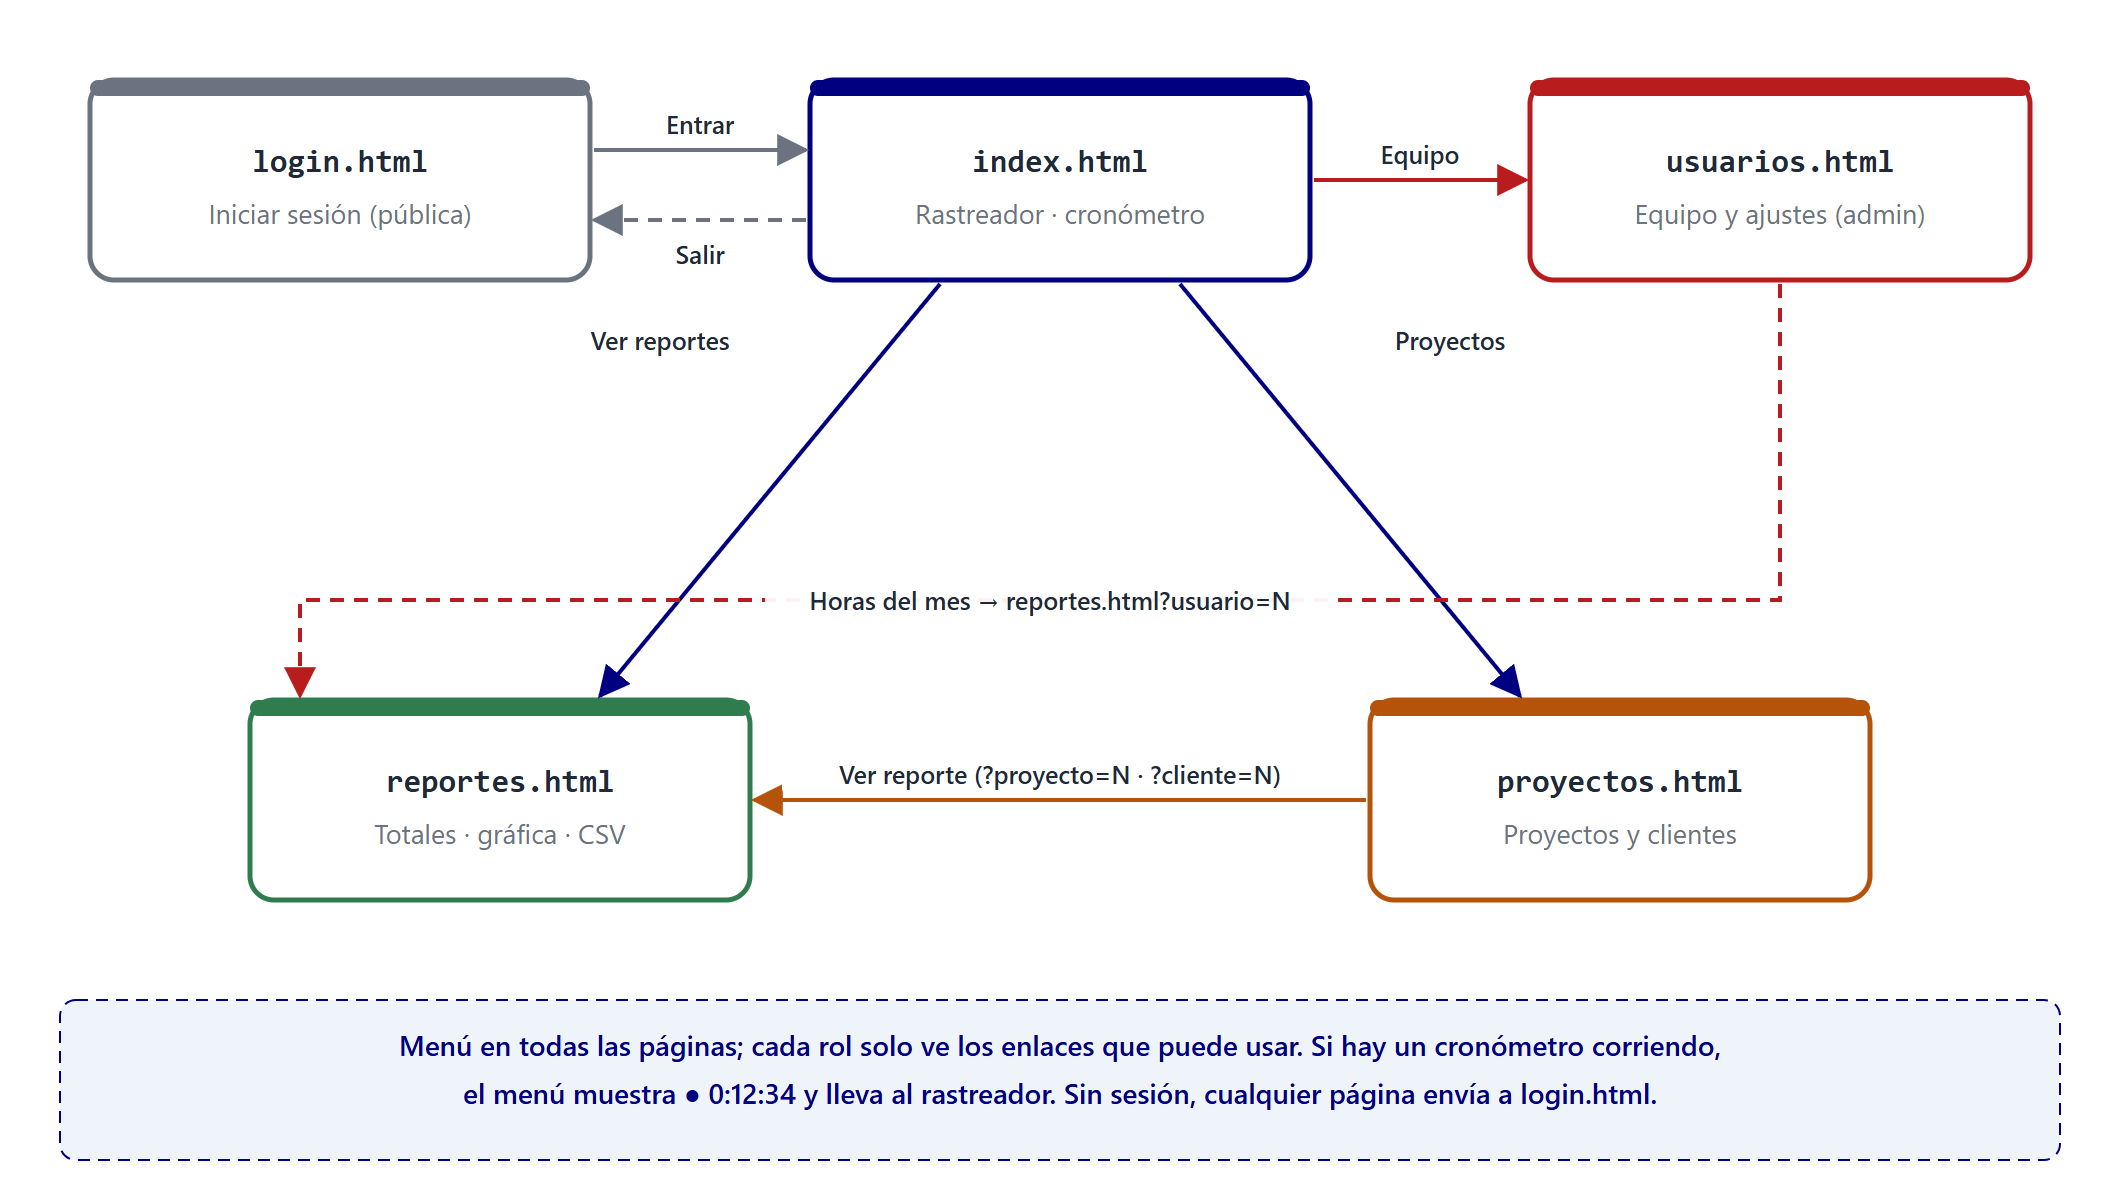 login.html
Iniciar sesión (pública)
Entrar
Salir
index.html
Rastreador · cronómetro
Equipo
usuarios.html
Equipo y ajustes (admin)
Ver reportes
Proyectos
Horas del mes → reportes.html?usuario=N
reportes.html
Totales · gráfica · CSV
Ver reporte (?proyecto=N · ?cliente=N)
proyectos.html
Proyectos y clientes
Menú en todas las páginas; cada rol solo ve los enlaces que puede usar. Si hay un cronómetro corriendo,
el menú muestra ● 0:12:34 y lleva al rastreador. Sin sesión, cualquier página envía a login.html.